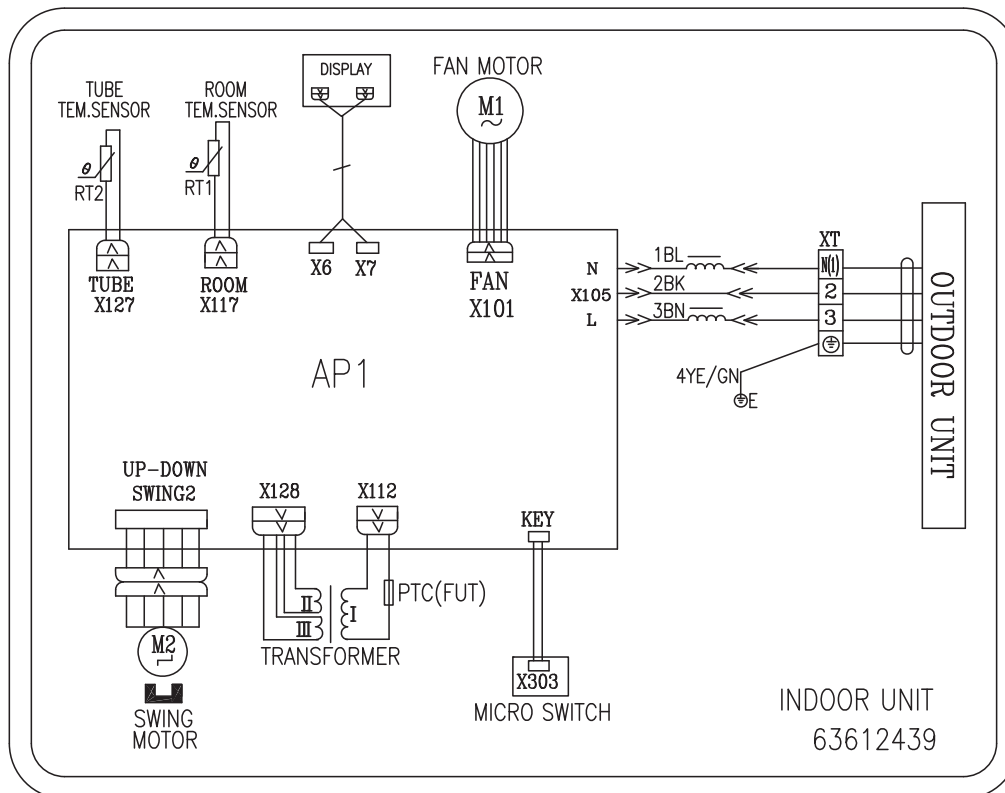 DISPLAY
FAN MOTOR
M1
TUBE
TEM.SENSOR
ROOM
TEM.SENSOR
θ
RT2
θ
RT1
TUBE
X127
ROOM
X117
X6
X7
FAN
X101
N
X105
L
1BL
2BK
3BN
4YE/GN
E
XT
N(1)
2
3
OUTDOOR UNIT
AP1
UP-DOWN
SWING2
X128
X112
KEY
PTC(FUT)
II
III
I
TRANSFORMER
M2
SWING
MOTOR
X303
MICRO SWITCH
INDOOR UNIT
63612439